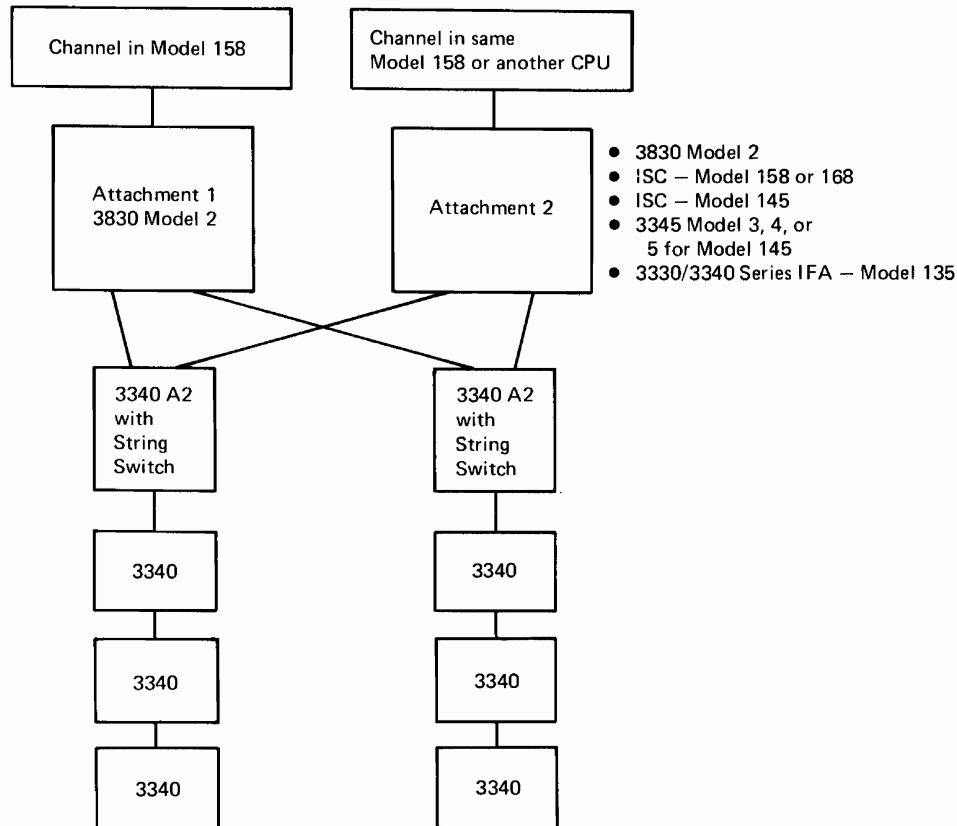 Channel in Model 158
Channel in same
Model 158 or another CPU
Attachment 1
3830 Model 2
Attachment 2
● 3830 Model 2
● ISC — Model 158 or 168
● ISC — Model 145
● 3345 Model 3, 4, or
5 for Model 145
● 3330/3340 Series IFA — Model 135
3340 A2
with
String
Switch
3340 A2
with
String
Switch
3340
3340
3340
3340
3340
3340